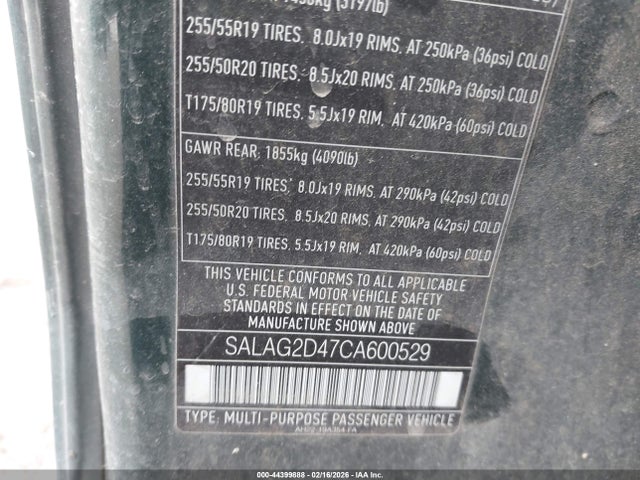 (3197lb)
255/55R19 TIRES, 8.0Jx19 RIMS, AT 250kPa (36psi) COLD
255/50R20 TIRES, 8.5Jx20 RIMS, AT 250kPa (36psi) COLD
T175/80R19 TIRES, 5.5Jx19 RIM, AT 420kPa (60psi) COLD
GAWR REAR: 1855kg (4090lb)
255/55R19 TIRES, 8.0Jx19 RIMS, AT 290kPa (42psi) COLD
255/50R20 TIRES, 8.5Jx20 RIMS, AT 290kPa (42psi) COLD
T175/80R19 TIRES, 5.5Jx19 RIM, AT 420kPa (60psi) COLD
THIS VEHICLE CONFORMS TO ALL APPLICABLE
U.S. FEDERAL MOTOR VEHICLE SAFETY
STANDARDS IN EFFECT ON THE DATE OF
MANUFACTURE SHOWN ABOVE
SALAG2D47CA600529
TYPE: MULTI-PURPOSE PASSENGER VEHICLE
000-44399888 - 02/16/2026 - IAA Inc.